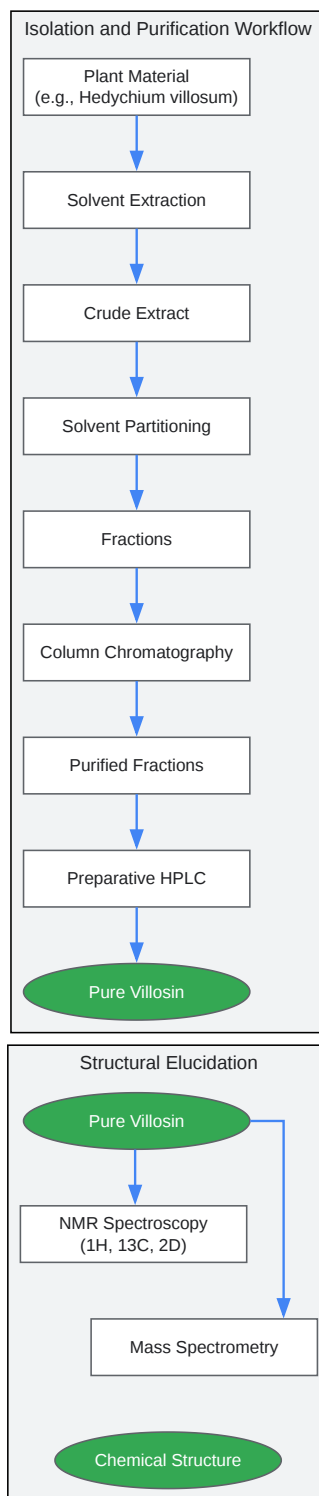 Isolation and Purification Workflow
Plant Material
(e.g., Hedychium villosum)
Solvent Extraction
Crude Extract
Solvent Partitioning
Fractions
Column Chromatography
Purified Fractions
Preparative HPLC
Pure Villosin
Structural Elucidation
Pure Villosin
NMR Spectroscopy
(1H, 13C, 2D)
Mass Spectrometry
Chemical Structure